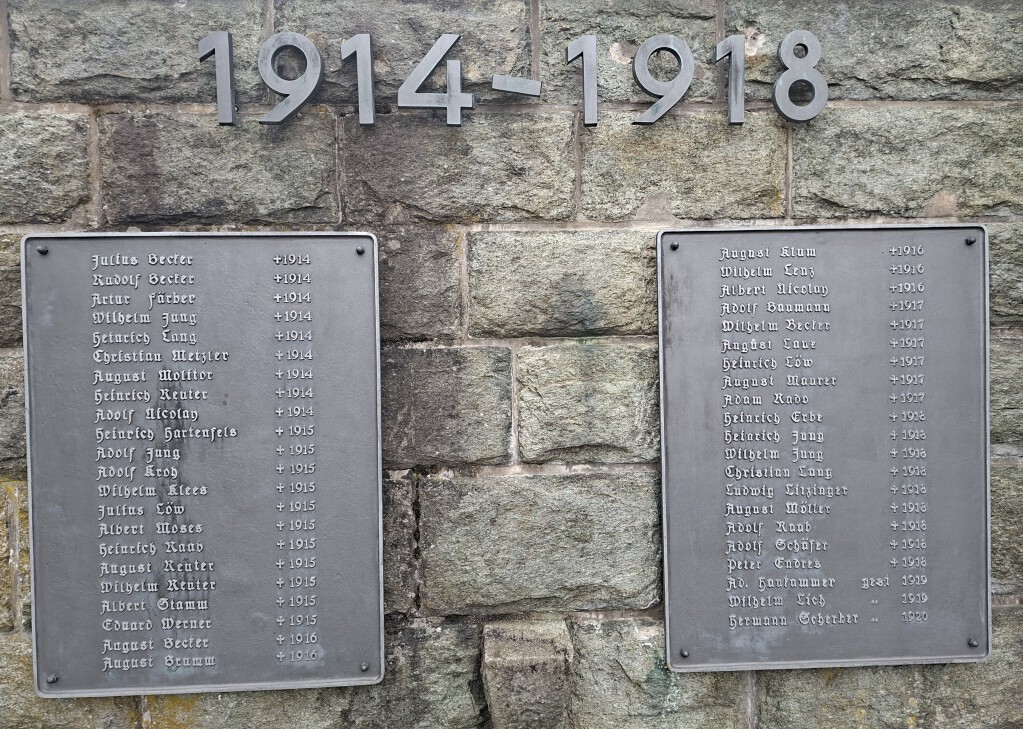 1914-1918
Julius Becker +1914
Rudolf Becker +1914
Artur Färber +1914
Wilhelm Jung +1914
Heinrich Lang +1914
Christian Metzler +1914
August Molitor +1914
Heinrich Reuter +1914
Adolf Nicolay +1914
Heinrich Hartenfels +1915
Adolf Jung +1915
Adolf Kroh +1915
Wilhelm Klees +1915
Julius Löw +1915
Albert Moses +1915
Heinrich Raab +1915
August Reuter +1915
Wilhelm Reuter +1915
Albert Stamm +1915
Eduard Werner +1915
August Becker +1916
August Brumm +1916
August Klum +1916
Wilhelm Lenz +1916
Albert Nicolay +1916
Adolf Baumann +1917
Wilhelm Becker +1917
August Laue +1917
Heinrich Löw +1917
August Maurer +1917
Adam Raab +1917
Heinrich Erbe +1918
Heinrich Jung +1918
Wilhelm Jung +1918
Christian Lang +1918
Ludwig Litzinger +1918
August Möller +1918
Adolf Raab +1918
Adolf Schäfer +1918
Peter Endres +1918
Ad. Hankammer gest 1919
Wilhelm Lich „ 1919
Hermann Scherber „ 1920